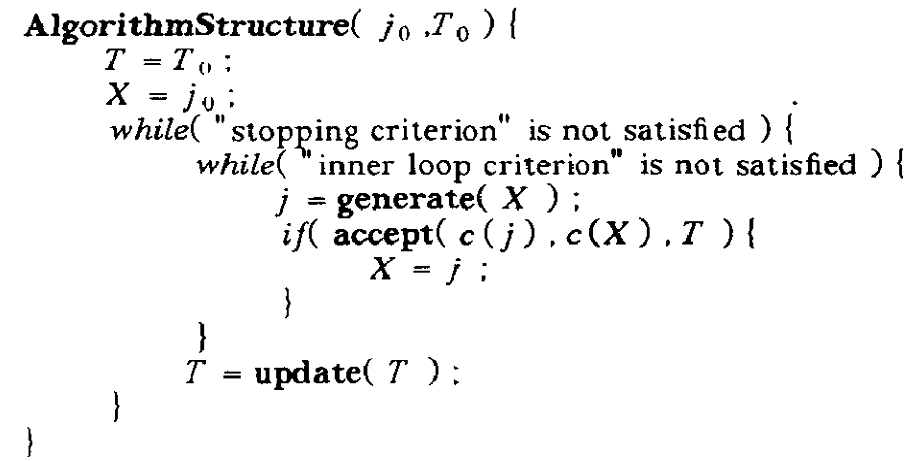 AlgorithmStructure( j₀ ,T₀ ) {
T = T₀ ;
X = j₀ ;
while( "stopping criterion" is not satisfied ) {
while( "inner loop criterion" is not satisfied ) {
j = generate( X ) ;
if( accept( c ( j ) , c(X) , T ) {
X = j ;
}
}
T = update( T ) ;
}
}